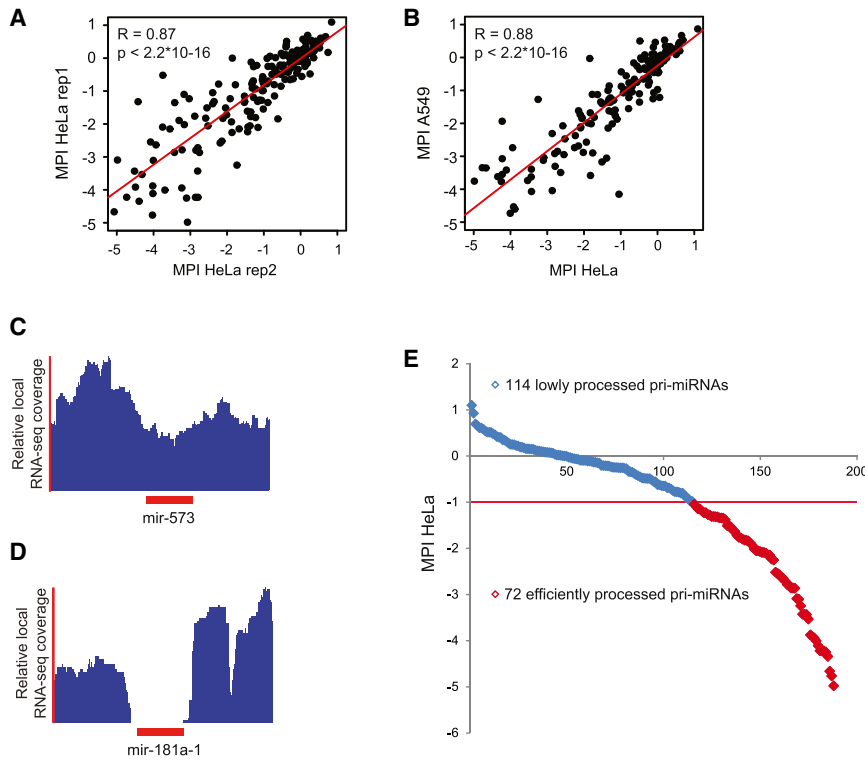 A
R = 0.87
p < 2.2*10-16
MPI HeLa rep1
1
0
-1
-2
-3
-4
-5
-5 -4 -3 -2 -1 0 1
MPI HeLa rep2
B
R = 0.88
p < 2.2*10-16
MPI A549
1
0
-1
-2
-3
-4
-5
-5 -4 -3 -2 -1 0 1
MPI HeLa
C
Relative local
RNA-seq coverage
mir-573
D
Relative local
RNA-seq coverage
mir-181a-1
E
MPI HeLa
2
1
0
-1
-2
-3
-4
-5
-6
0 50 100 150 200
114 lowly processed pri-miRNAs
72 efficiently processed pri-miRNAs